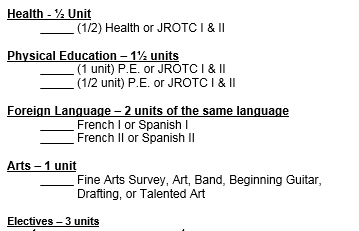 Health - ½ Unit
_____ (1/2) Health or JROTC I & II
Physical Education – 1½ units
_____ (1 unit) P.E. or JROTC I & II
_____ (1/2 unit) P.E. or JROTC I & II
Foreign Language – 2 units of the same language
_____ French I or Spanish I
_____ French II or Spanish II
Arts – 1 unit
_____ Fine Arts Survey, Art, Band, Beginning Guitar,
Drafting, or Talented Art
Electives – 3 units